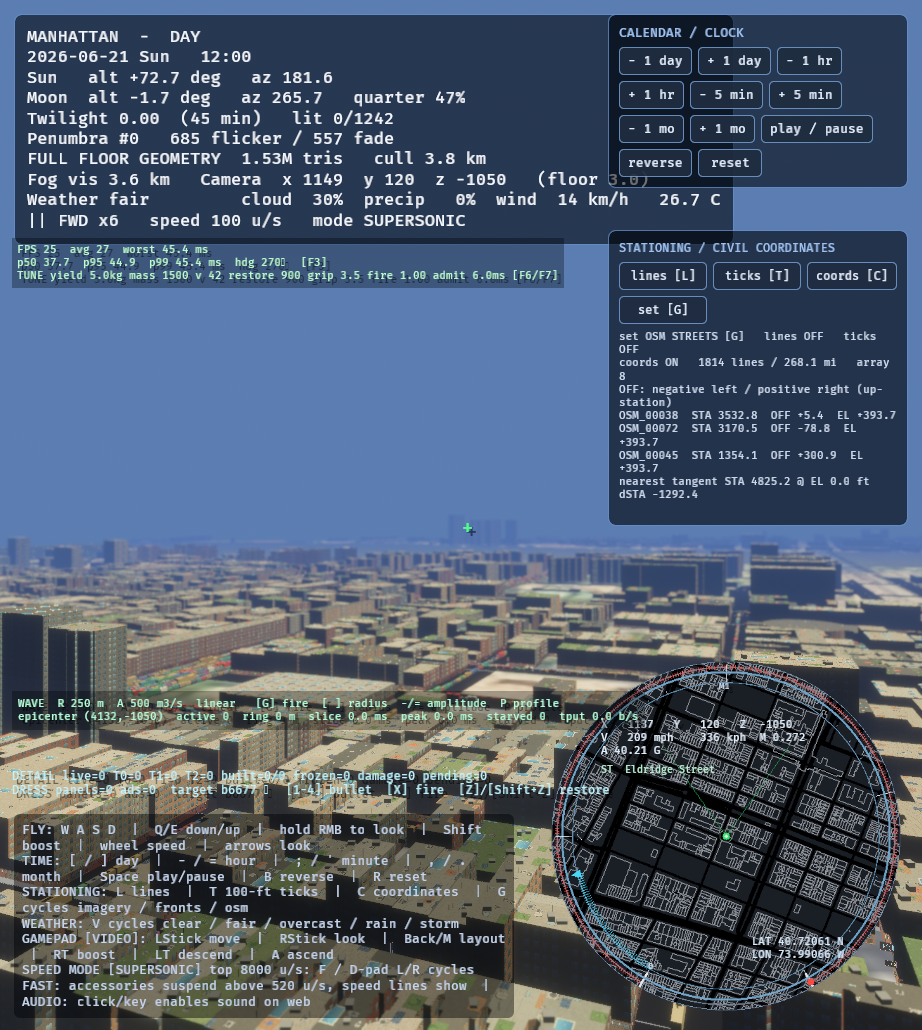 MANHATTAN  -  DAY
2026-06-21 Sun   12:00
Sun   alt +72.7 deg   az 181.6
Moon  alt -1.7 deg   az 265.7   quarter 47%
Twilight 0.00  (45 min)   lit 0/1242
Penumbra #0   685 flicker / 557 fade
FULL FLOOR GEOMETRY  1.53M tris   cull 3.8 km
Fog vis 3.6 km   Camera  x 1149  y 120  z -1050   (floor 3.0)
Weather fair         cloud  30%  precip   0%  wind  14 km/h   26.7 C
|| FWD x6   speed 100 u/s   mode SUPERSONIC
FPS 25  avg 27  worst 45.4 ms
p50 37.7  p95 44.9  p99 45.4 ms  hdg 270  [F3]
TUNE yield 5.0kg mass 1500 v 42 restore 900 grip 3.5 fire 1.00 admit 6.0ms [F6/F7]
CALENDAR / CLOCK
- 1 day  + 1 day  - 1 hr
+ 1 hr  - 5 min  + 5 min
- 1 mo  + 1 mo  play / pause
reverse  reset
STATIONING / CIVIL COORDINATES
lines [L]  ticks [T]  coords [C]
set [G]
set OSM STREETS [G]   lines OFF   ticks
OFF
coords ON   1814 lines / 268.1 mi   array
8
OFF: negative left / positive right (up-
station)
OSM_00038  STA 3532.8  OFF +5.4  EL +393.7
OSM_00072  STA 3170.5  OFF -78.8  EL
+393.7
OSM_00045  STA 1354.1  OFF +300.9  EL
+393.7
nearest tangent STA 4825.2 @ EL 0.0 ft
dSTA -1292.4
WAVE  R 250 m  A 500 m3/s  linear   [G] fire  [ ] radius  -/= amplitude  P profile
epicenter (4132,-1050)  active 0  ring 0 m  slice 0.0 ms  peak 0.0 ms  starved 0  tput 0.0 b/s
DETAIL live=0 T0=0 T1=0 T2=0 built=0/0 frozen=0 damage=0 pending=0
DRESS panels=0 ads=0  target b6677  [1-4] bullet  [X] fire  [Z]/[Shift+Z] restore
FLY: W A S D  |  Q/E down/up  |  hold RMB to look  |  Shift
boost  |  wheel speed  |  arrows look
TIME: [ / ] day  |  - / = hour  |  ; / ' minute  |  , / .
month  |  Space play/pause  |  B reverse  |  R reset
STATIONING: L lines  |  T 100-ft ticks  |  C coordinates  |  G
cycles imagery / fronts / osm
WEATHER: V cycles clear / fair / overcast / rain / storm
GAMEPAD [VIDEO]: LStick move  |  RStick look  |  Back/M layout
|  RT boost  |  LT descend  |  A ascend
SPEED MODE [SUPERSONIC] top 8000 u/s: F / D-pad L/R cycles
FAST: accessories suspend above 520 u/s, speed lines show  |
AUDIO: click/key enables sound on web
1137  Y   120  Z  -1050
V   209 mph    336 kph  M 0.272
A 40.21 G
ST  Eldridge Street
LAT 40.72061 N
LON 73.99066 W